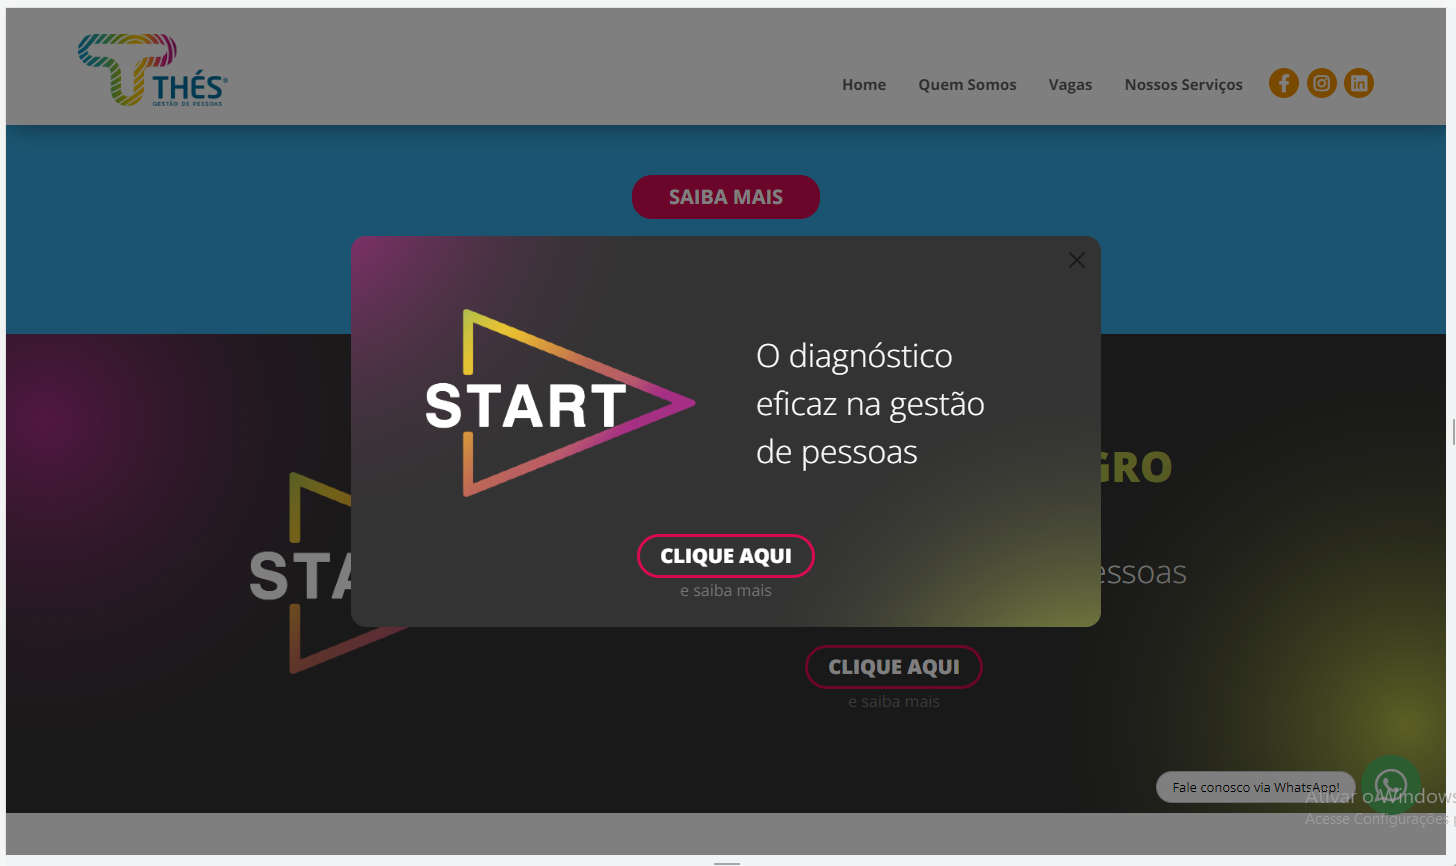 THÉS®
GESTÃO DE PESSOAS
Home Quem Somos Vagas Nossos Serviços
SAIBA MAIS
START
O diagnóstico
eficaz na gestão
de pessoas
CLIQUE AQUI
e saiba mais
GRO
STA
essoas
CLIQUE AQUI
e saiba mais
Fale conosco via WhatsApp!
Ativar o Windows
Acesse Configurações